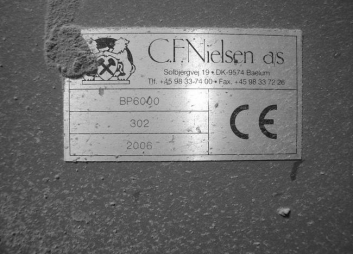 C.F. Nielsen as
Solbjergvej 19 • DK-9574 Bælum
Tlf. +45 98 33 74 00 • Fax. +45 98 33 72 26
BP6000
302
2006
CE